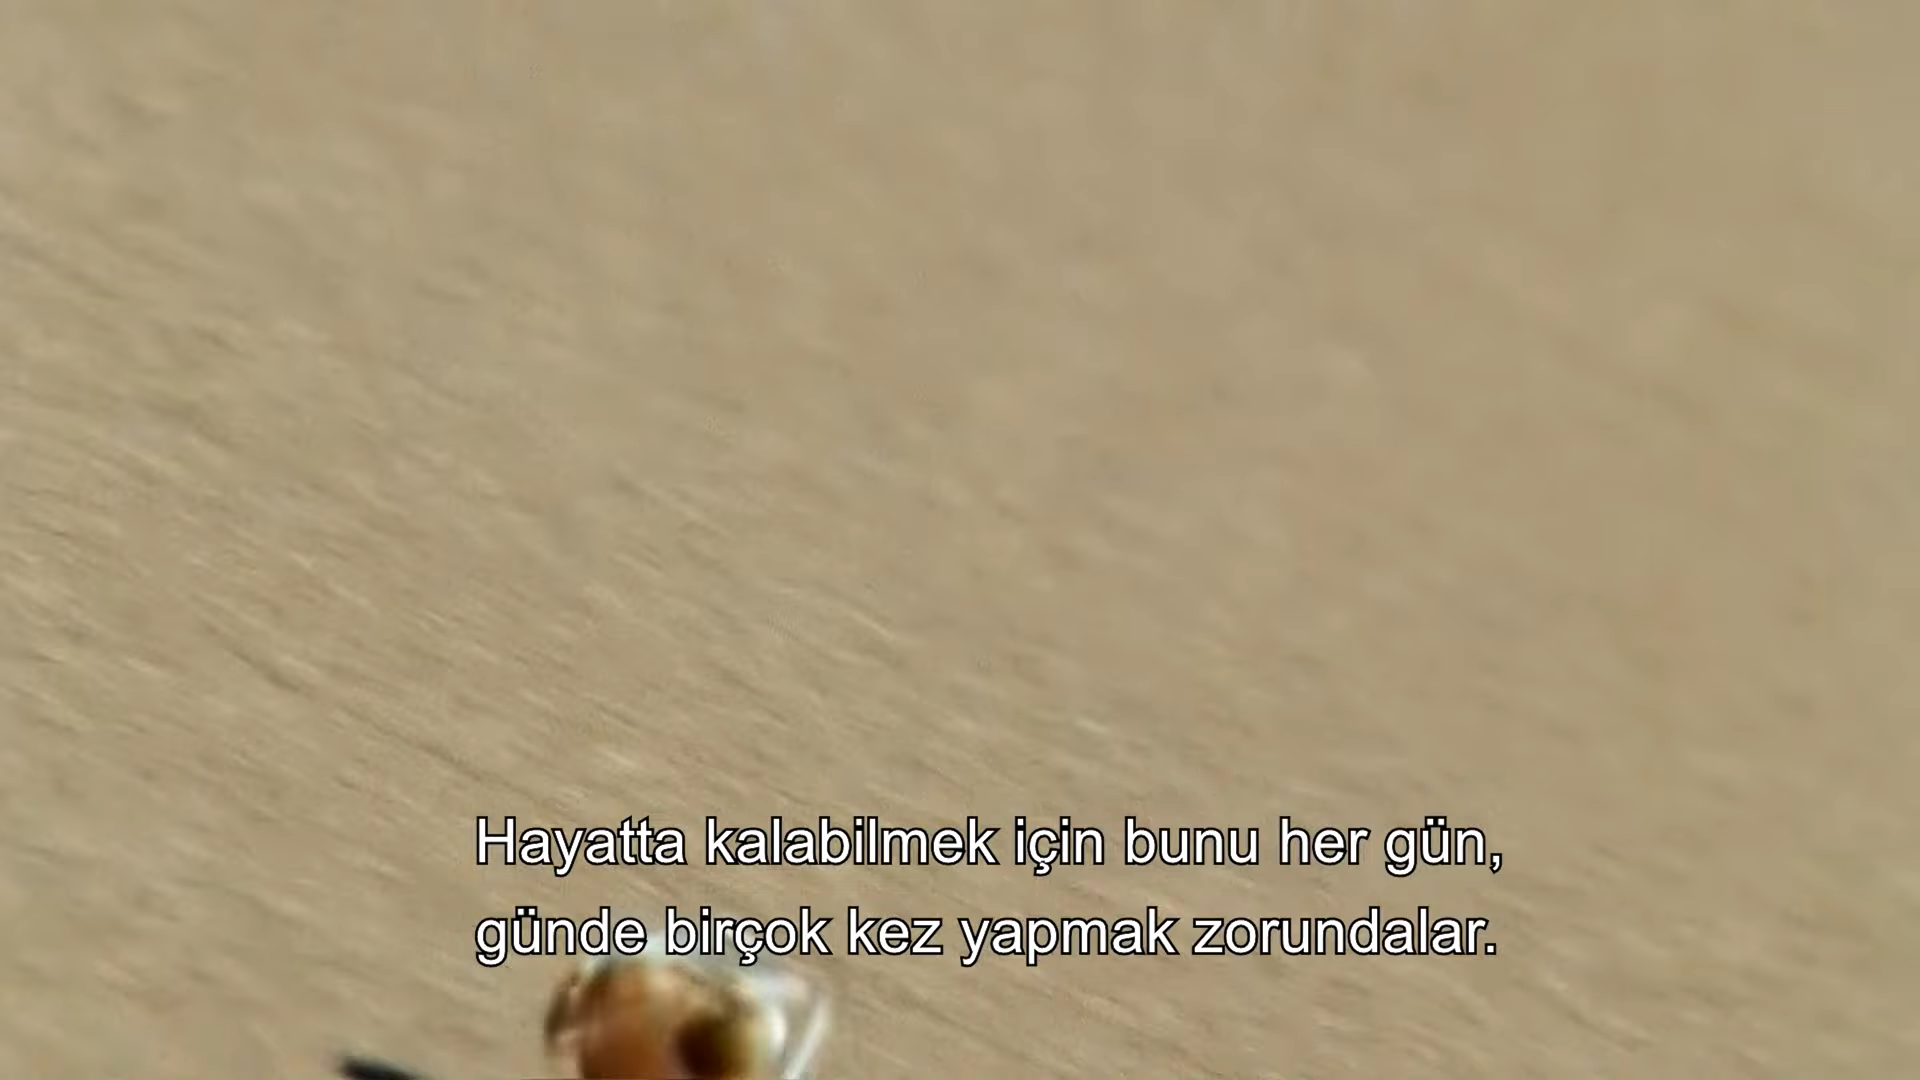 Hayatta kalabilmek için bunu her gün,
günde birçok kez yapmak zorundalar.